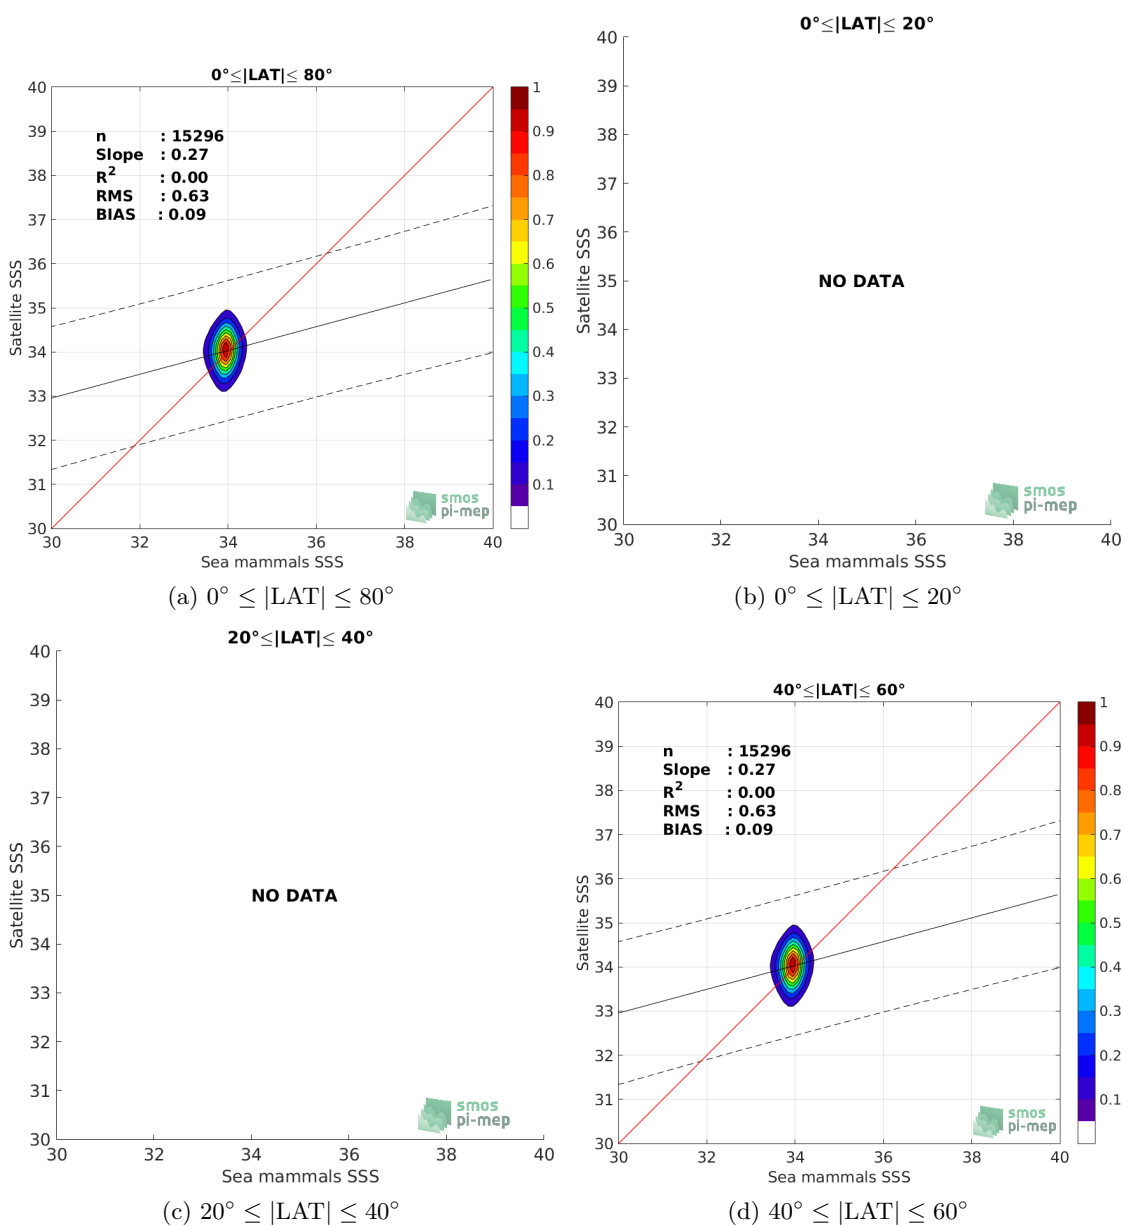 0°≤|LAT|≤ 80°
n : 15296
Slope : 0.27
R² : 0.00
RMS : 0.63
BIAS : 0.09
40
39
38
37
36
35
34
33
32
31
30
30 32 34 36 38 40
Satellite SSS
Sea mammals SSS
1
0.9
0.8
0.7
0.6
0.5
0.4
0.3
0.2
0.1
smos
pi-mep
(a) 0° ≤ |LAT| ≤ 80°
0°≤|LAT|≤ 20°
40
39
38
37
36
35
34
33
32
31
30
30 32 34 36 38 40
Satellite SSS
NO DATA
Sea mammals SSS
smos
pi-mep
(b) 0° ≤ |LAT| ≤ 20°
20°≤|LAT|≤ 40°
40
39
38
37
36
35
34
33
32
31
30
30 32 34 36 38 40
Satellite SSS
NO DATA
Sea mammals SSS
smos
pi-mep
(c) 20° ≤ |LAT| ≤ 40°
40°≤|LAT|≤ 60°
n : 15296
Slope : 0.27
R² : 0.00
RMS : 0.63
BIAS : 0.09
40
39
38
37
36
35
34
33
32
31
30
30 32 34 36 38 40
Satellite SSS
Sea mammals SSS
1
0.9
0.8
0.7
0.6
0.5
0.4
0.3
0.2
0.1
smos
pi-mep
(d) 40° ≤ |LAT| ≤ 60°